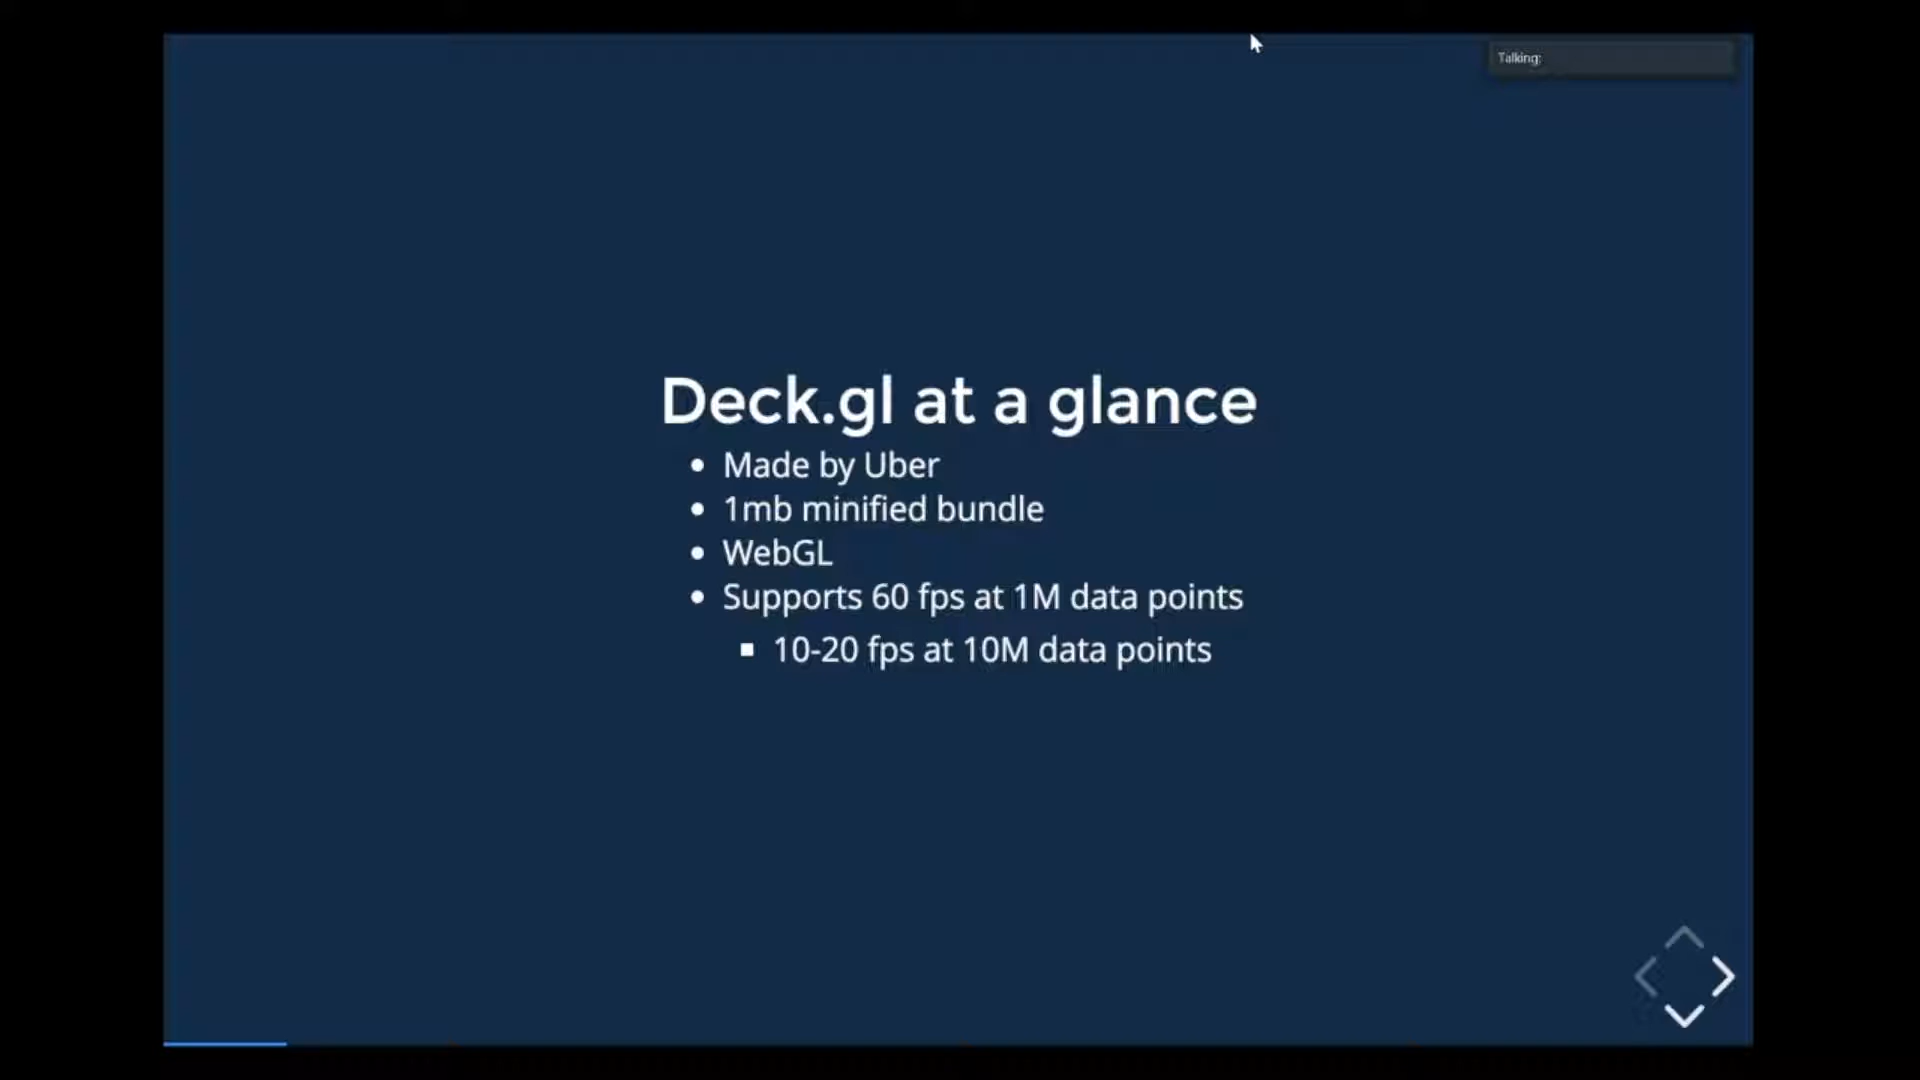 Talking:
Deck.gl at a glance
Made by Uber
1mb minified bundle
WebGL
Supports 60 fps at 1M data points
10-20 fps at 10M data points